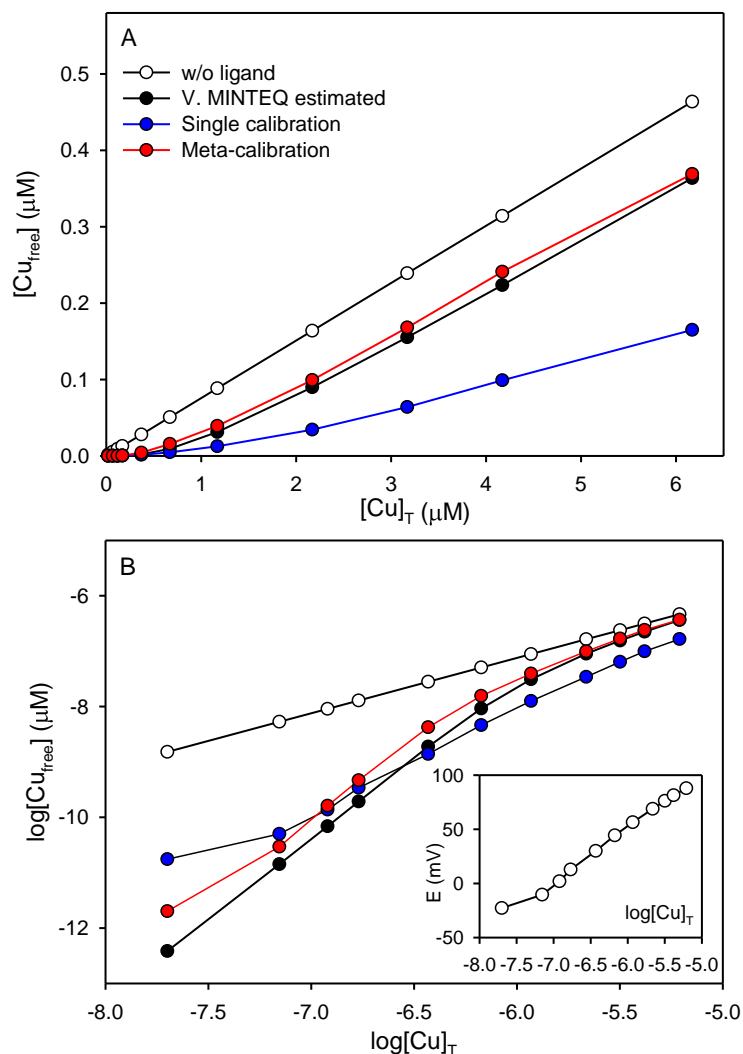 A
w/o ligand
V. MINTEQ estimated
Single calibration
Meta-calibration
[Cu_free] (μM)
0.5
0.4
0.3
0.2
0.1
0.0
0 1 2 3 4 5 6
[Cu]_T (μM)
B
log[Cu_free] (μM)
-6
-8
-10
-12
-8.0 -7.5 -7.0 -6.5 -6.0 -5.5 -5.0
log[Cu]_T
E (mV)
100
50
0
-50
log[Cu]_T
-8.0 -7.5 -7.0 -6.5 -6.0 -5.5 -5.0